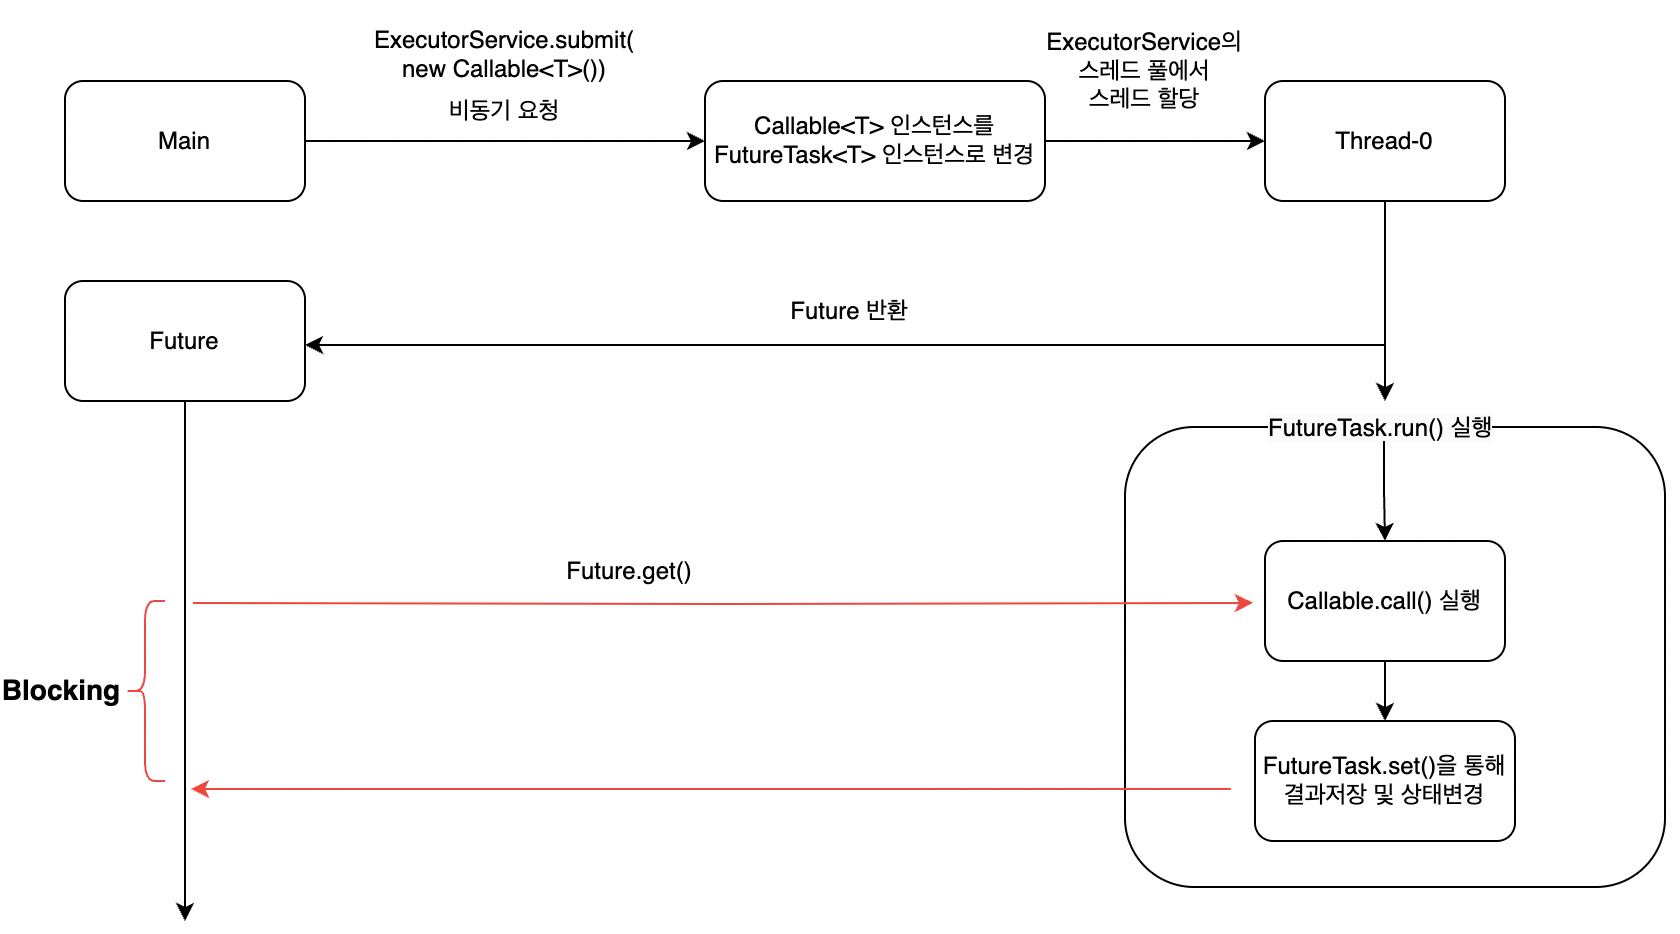 ExecutorService.submit(
new Callable<T>())
비동기 요청
ExecutorService의
스레드 풀에서
스레드 할당
Main
Callable<T> 인스턴스를
FutureTask<T> 인스턴스로 변경
Thread-0
Future 반환
Future
FutureTask.run() 실행
Future.get()
Callable.call() 실행
Blocking
FutureTask.set()을 통해
결과저장 및 상태변경